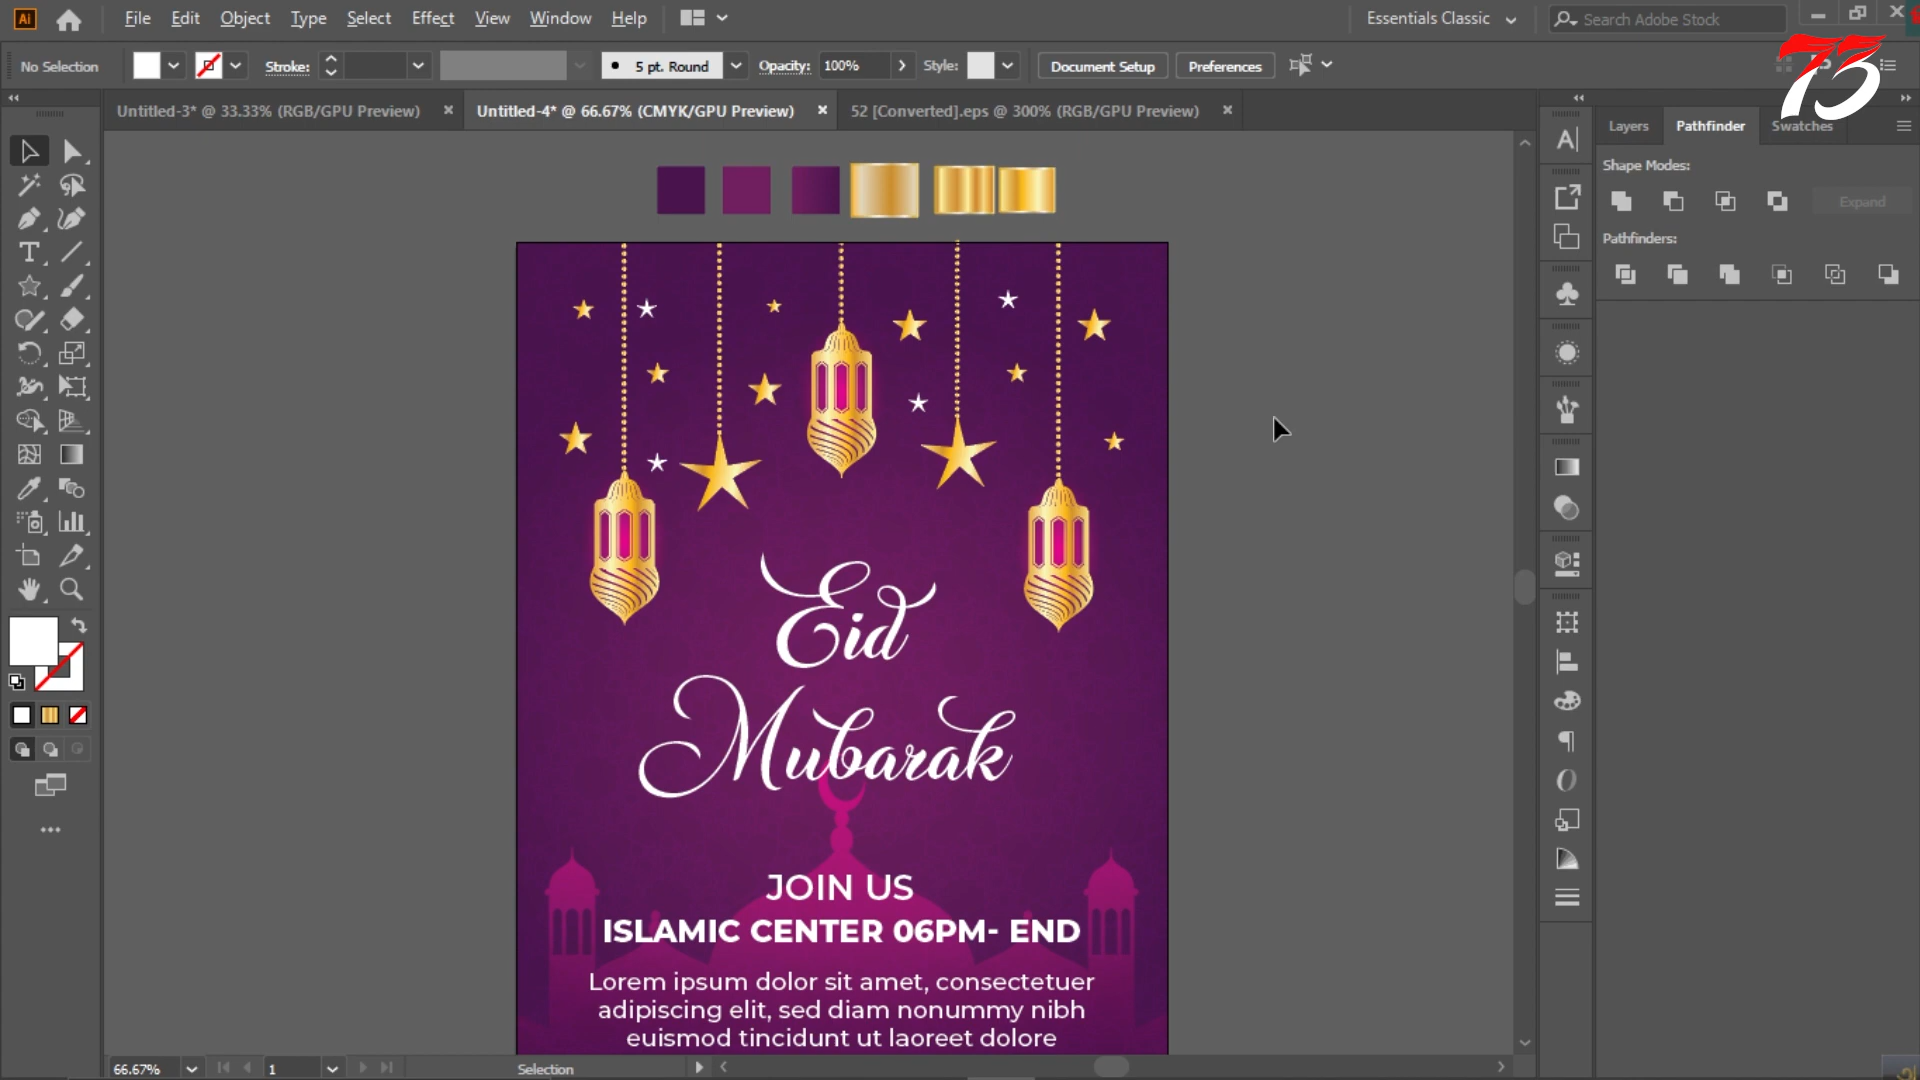 Ai File Edit Object Type Select Effect View Window Help Essentials Classic Search Adobe Stock
No Selection Stroke: 5 pt. Round Opacity: 100% Style: Document Setup Preferences
73
Untitled-3* @ 33.33% (RGB/GPU Preview) Untitled-4* @ 66.67% (CMYK/GPU Preview) 52 [Converted].eps @ 300% (RGB/GPU Preview)
Layers Pathfinder Swatches
Shape Modes:
Expand
Pathfinders:
Eid
Mubarak
JOIN US
ISLAMIC CENTER 06PM- END
Lorem ipsum dolor sit amet, consectetuer
adipiscing elit, sed diam nonummy nibh
euismod tincidunt ut laoreet dolore
66.67% 1 Selection